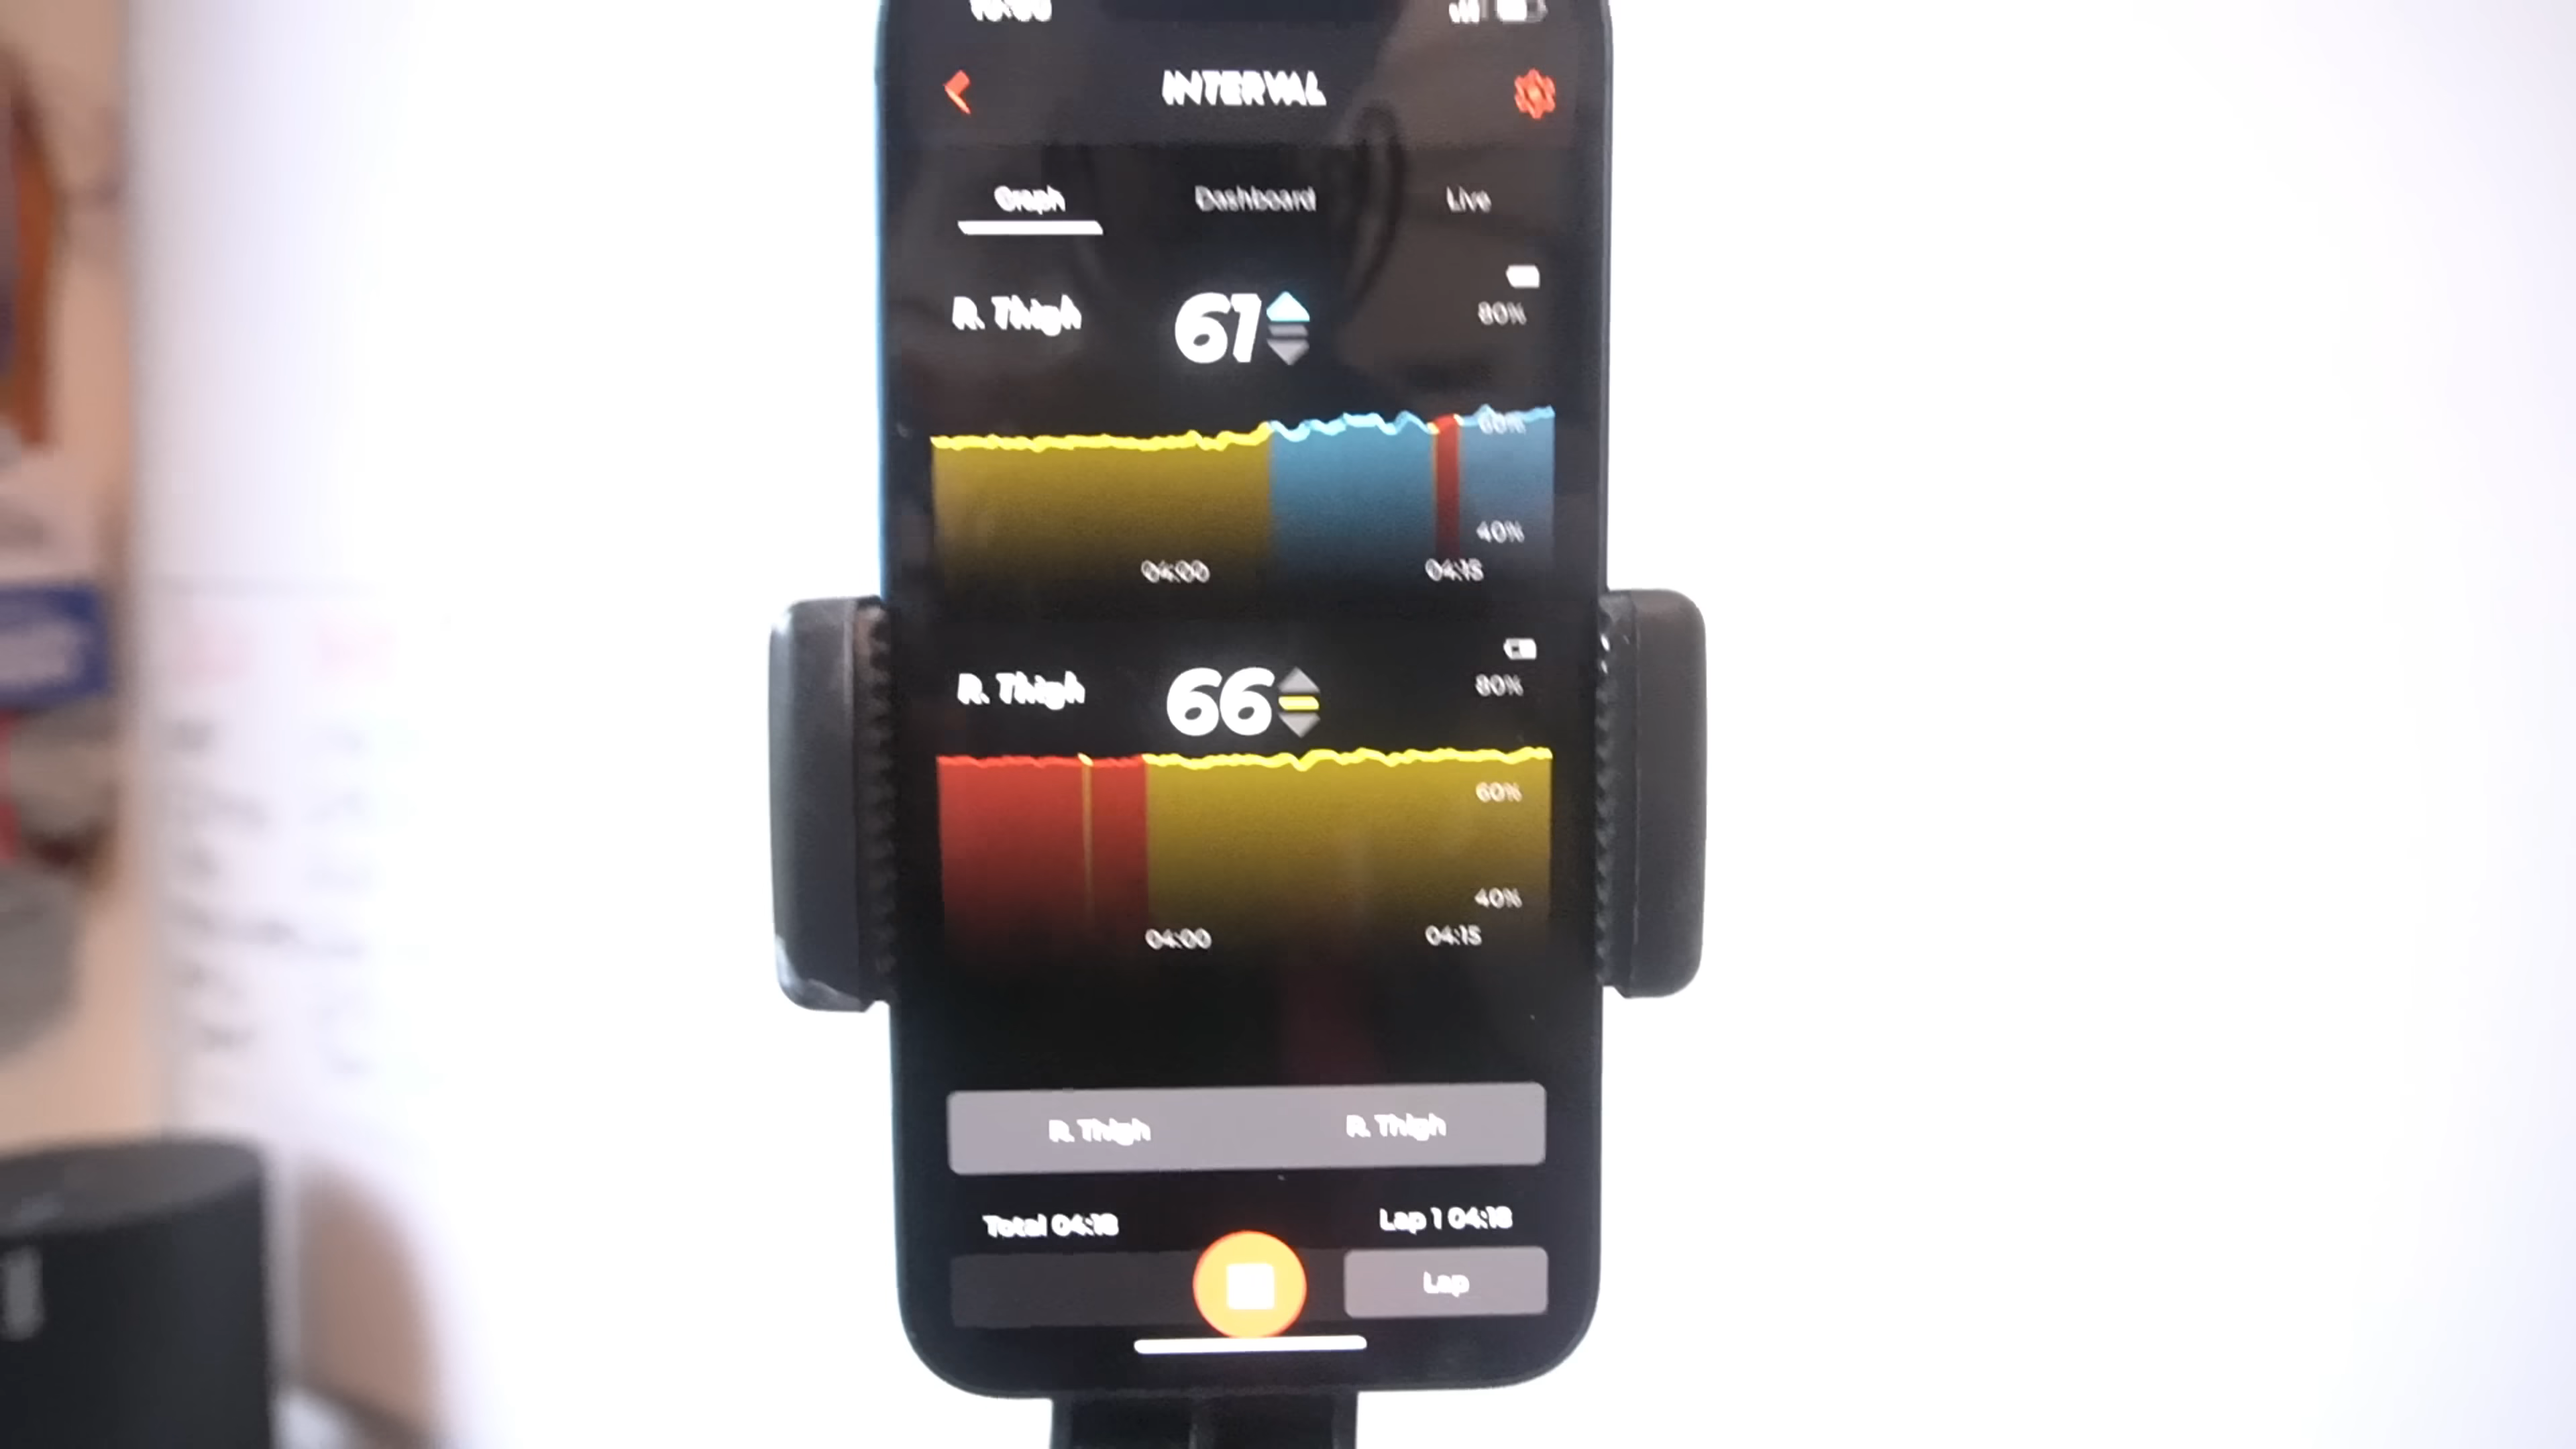 INTERVAL
Graph Dashboard Live
R. Thigh 61 80%
60%
40%
04:00 04:15
R. Thigh 66 80%
60%
40%
04:00 04:15
R. Thigh R. Thigh
Total 04:18 Lap 1 04:18
Lap